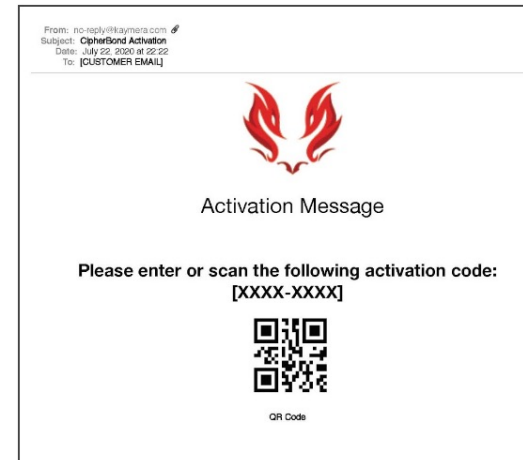 From: no-reply@kaymera.com
Subject: CipherBond Activation
Date: July 22, 2020 at 22:22
To: [CUSTOMER EMAIL]
Activation Message
Please enter or scan the following activation code:
[XXXX-XXXX]
QR Code